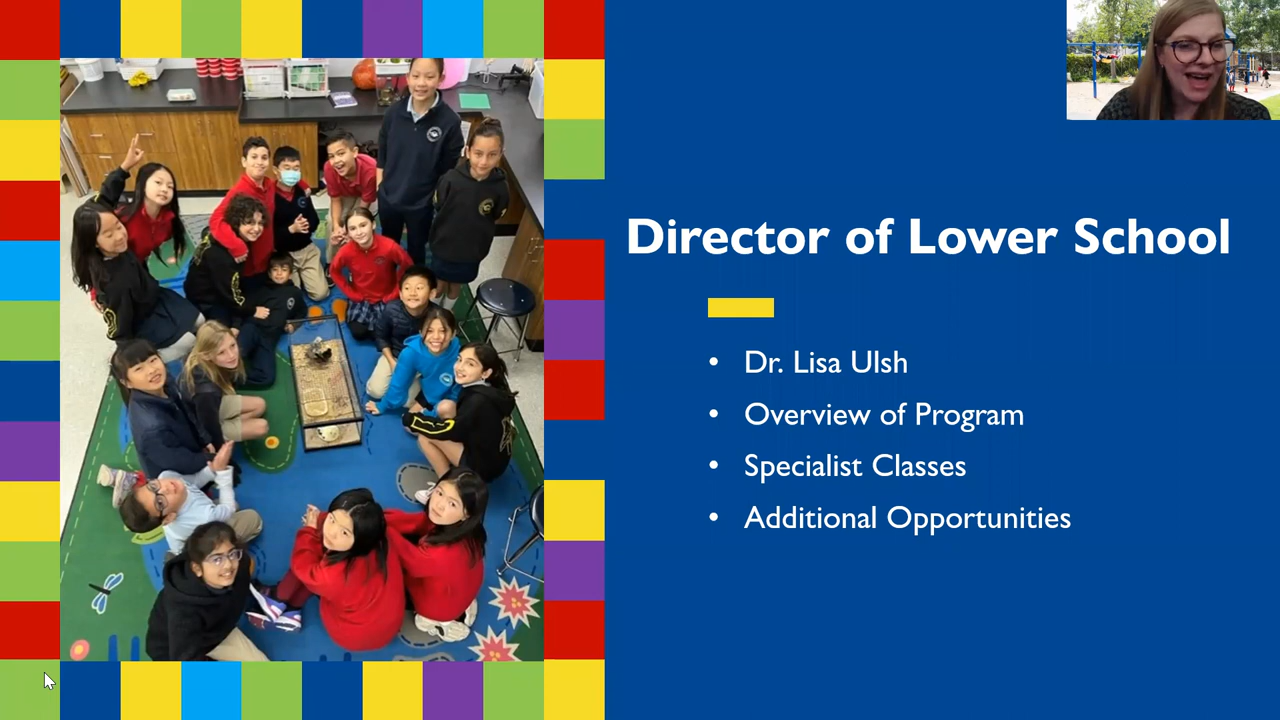 Director of Lower School
• Dr. Lisa Ulsh
• Overview of Program
• Specialist Classes
• Additional Opportunities